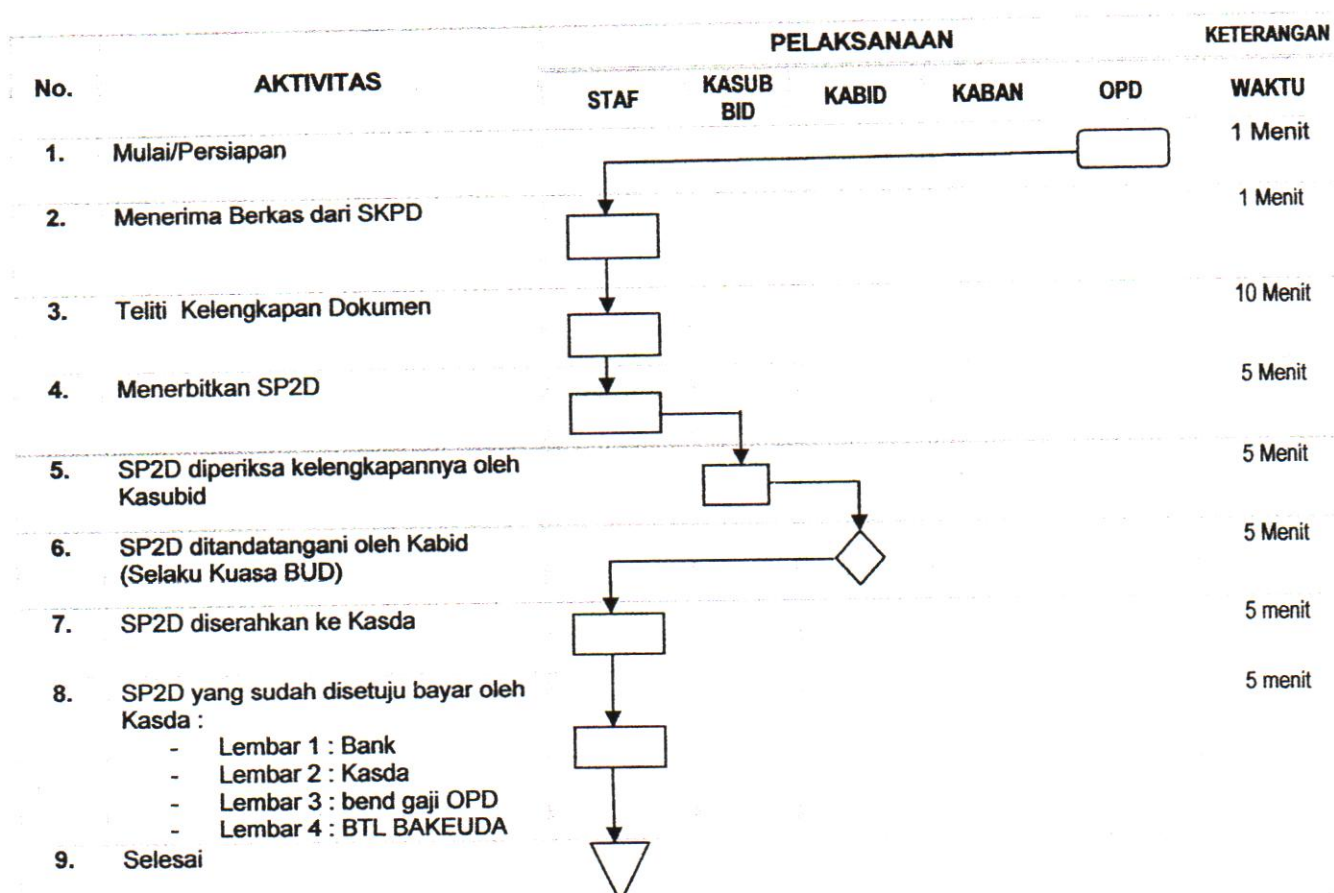 PELAKSANAAN KETERANGAN
No. AKTIVITAS STAF KASUB BID KABID KABAN OPD WAKTU
1. Mulai/Persiapan 1 Menit
2. Menerima Berkas dari SKPD 1 Menit
3. Teliti Kelengkapan Dokumen 10 Menit
4. Menerbitkan SP2D 5 Menit
5. SP2D diperiksa kelengkapannya oleh 5 Menit
Kasubid
6. SP2D ditandatangani oleh Kabid 5 Menit
(Selaku Kuasa BUD)
7. SP2D diserahkan ke Kasda 5 menit
8. SP2D yang sudah disetuju bayar oleh 5 menit
Kasda :
- Lembar 1 : Bank
- Lembar 2 : Kasda
- Lembar 3 : bend gaji OPD
- Lembar 4 : BTL BAKEUDA
9. Selesai